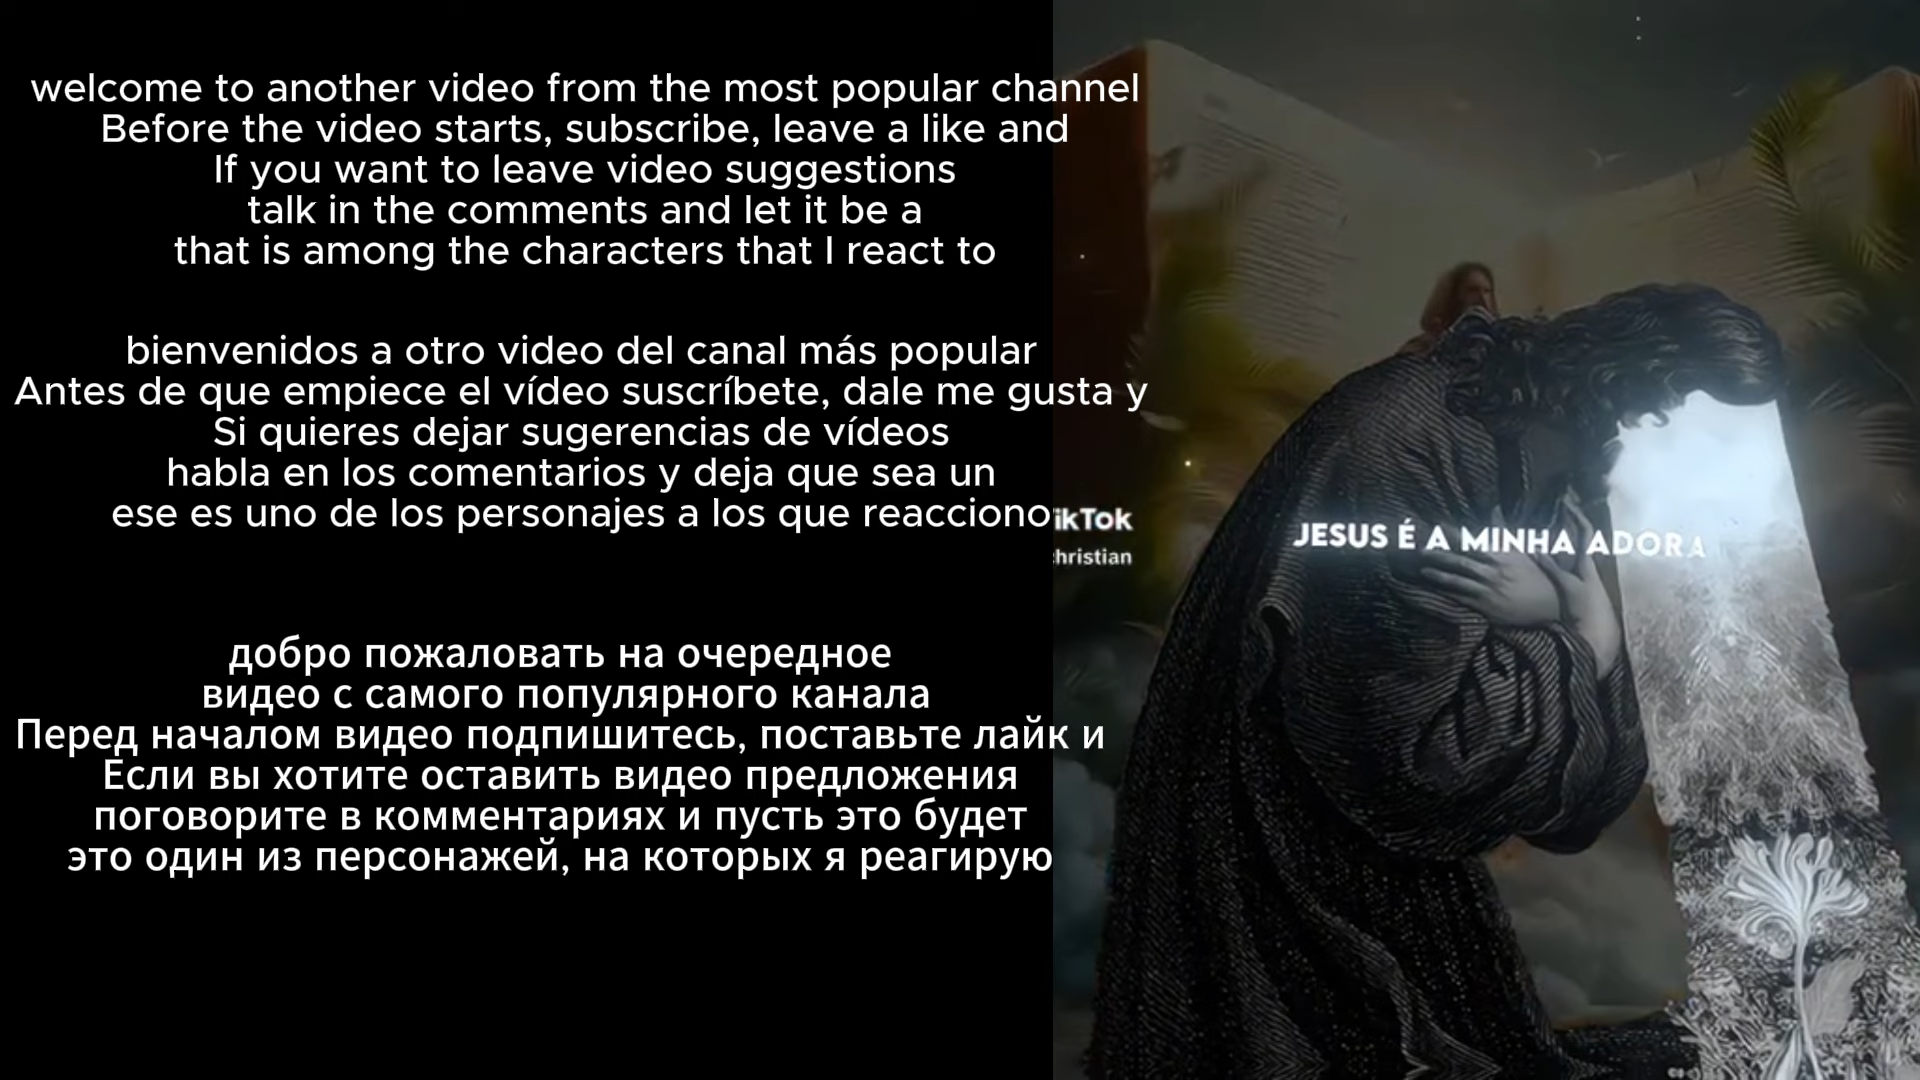 welcome to another video from the most popular channel
Before the video starts, subscribe, leave a like and
If you want to leave video suggestions
talk in the comments and let it be a
that is among the characters that I react to
bienvenidos a otro video del canal más popular
Antes de que empiece el vídeo suscríbete, dale me gusta y
Si quieres dejar sugerencias de vídeos
habla en los comentarios y deja que sea un
ese es uno de los personajes a los que reacciono
ikTok
christian
JESUS É A MINHA ADORA
добро пожаловать на очередное
видео с самого популярного канала
Перед началом видео подпишитесь, поставьте лайк и
Если вы хотите оставить видео предложения
поговорите в комментариях и пусть это будет
это один из персонажей, на которых я реагирую